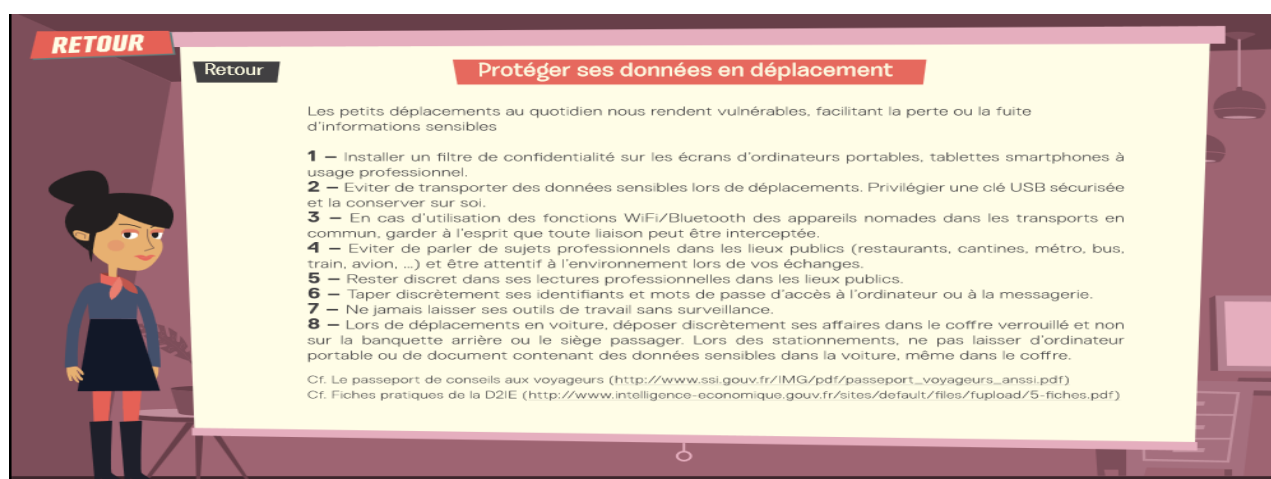 RETOUR
Retour
Protéger ses données en déplacement
Les petits déplacements au quotidien nous rendent vulnérables, facilitant la perte ou la fuite
d'informations sensibles
1 – Installer un filtre de confidentialité sur les écrans d'ordinateurs portables, tablettes smartphones à
usage professionnel.
2 – Eviter de transporter des données sensibles lors de déplacements. Privilégier une clé USB sécurisée
et la conserver sur soi.
3 – En cas d'utilisation des fonctions WiFi/Bluetooth des appareils nomades dans les transports en
commun, garder à l'esprit que toute liaison peut être interceptée.
4 – Eviter de parler de sujets professionnels dans les lieux publics (restaurants, cantines, métro, bus,
train, avion, ...) et être attentif à l'environnement lors de vos échanges.
5 – Rester discret dans ses lectures professionnelles dans les lieux publics.
6 – Taper discrètement ses identifiants et mots de passe d'accès à l'ordinateur ou à la messagerie.
7 – Ne jamais laisser ses outils de travail sans surveillance.
8 – Lors de déplacements en voiture, déposer discrètement ses affaires dans le coffre verrouillé et non
sur la banquette arrière ou le siège passager. Lors des stationnements, ne pas laisser d'ordinateur
portable ou de document contenant des données sensibles dans la voiture, même dans le coffre.
Cf. Le passeport de conseils aux voyageurs (http://www.ssi.gouv.fr/IMG/pdf/passeport_voyageurs_anssi.pdf)
Cf. Fiches pratiques de la D2IE (http://www.intelligence-economique.gouv.fr/sites/default/files/fupload/5-fiches.pdf)